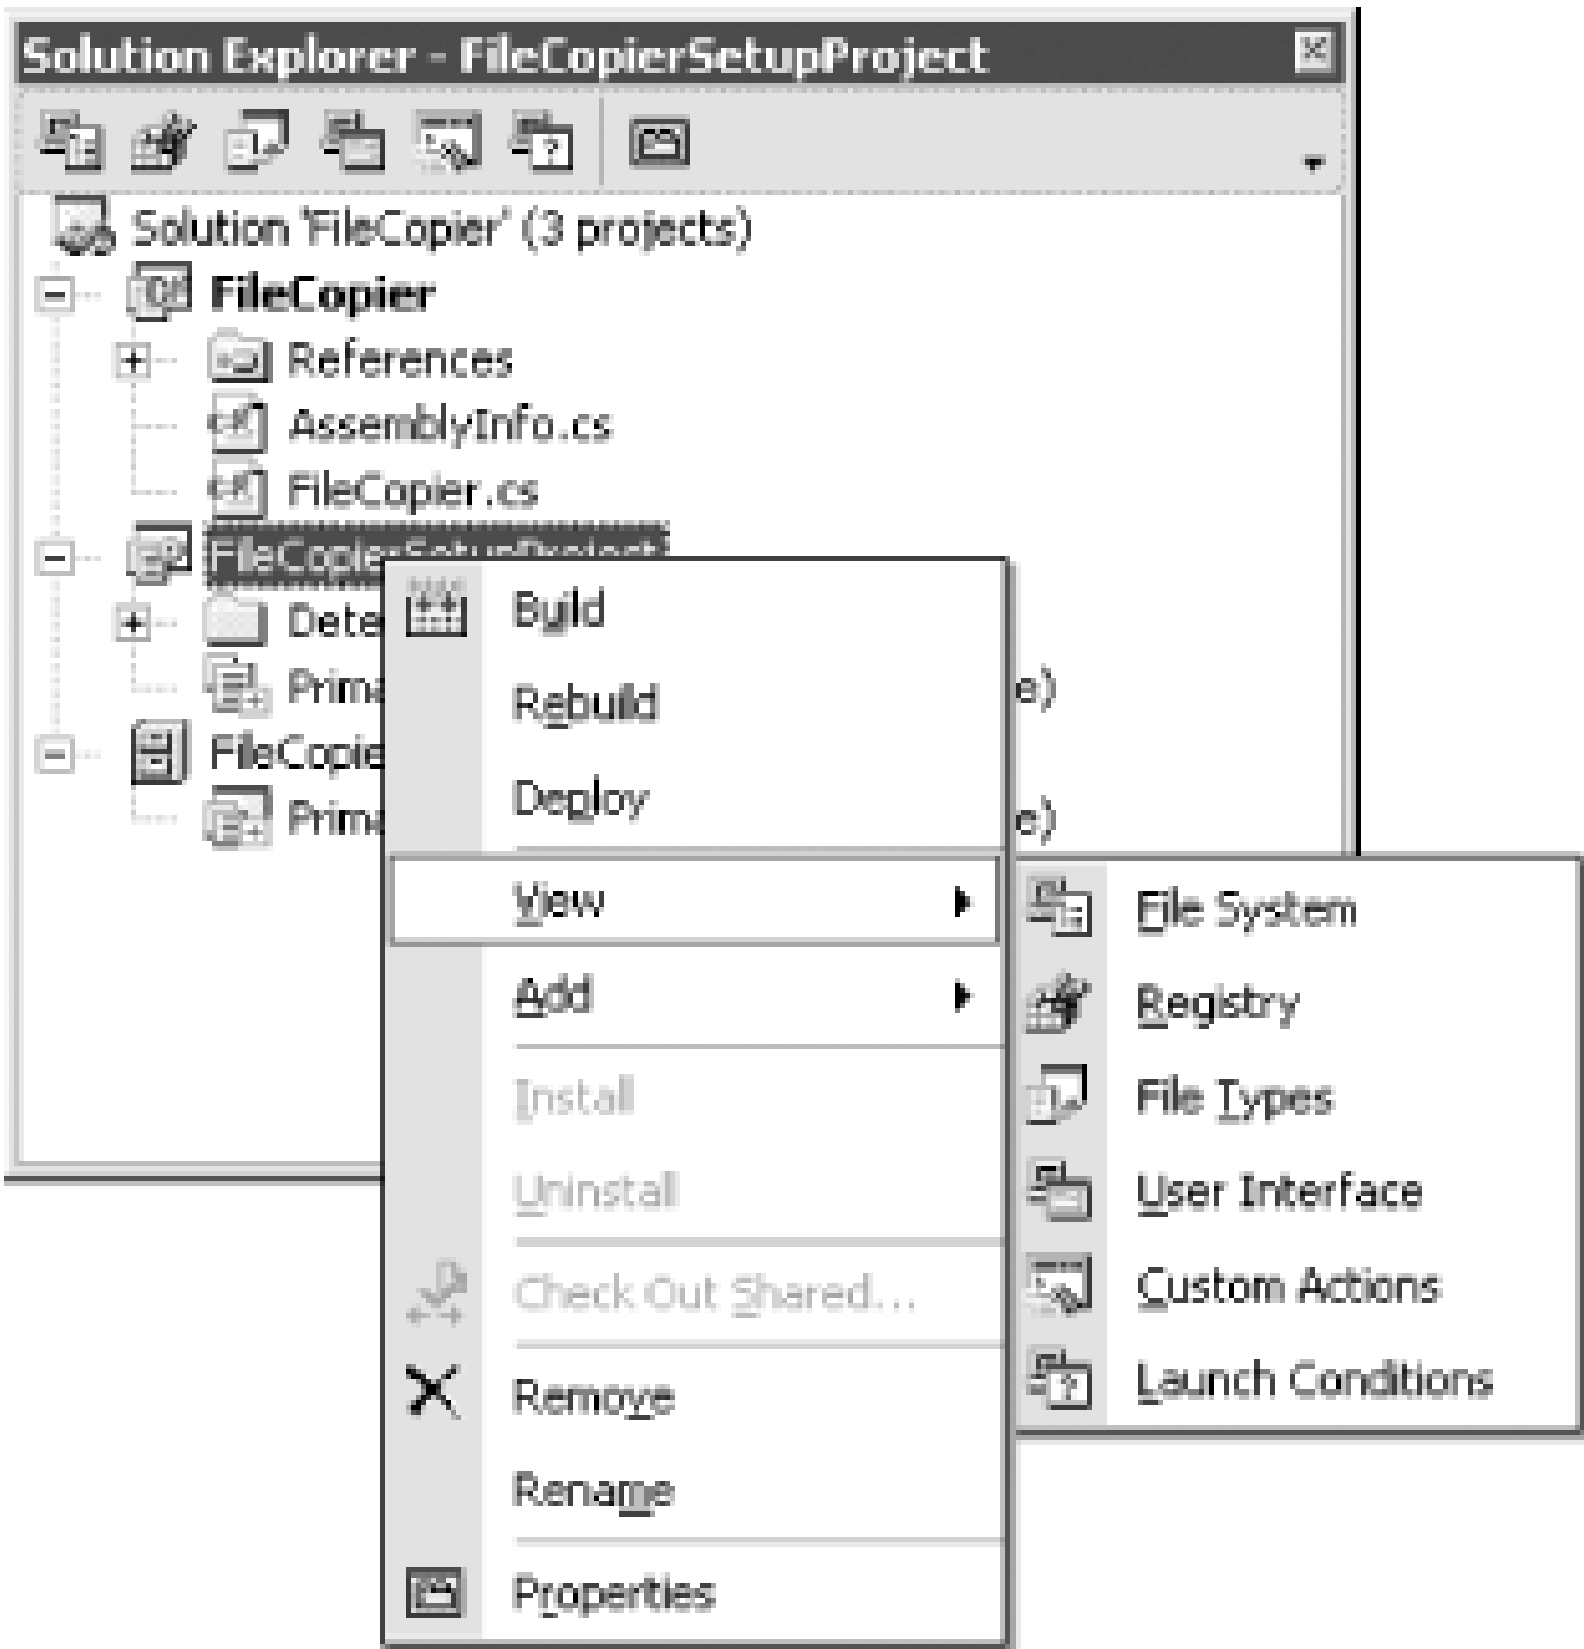 Solution Explorer - FileCopierSetupProject
Solution 'FileCopier' (3 projects)
FileCopier
References
AssemblyInfo.cs
FileCopier.cs
FileCopierSetupProject
Dete
Prima e)
FileCopie
Prima e)
Build
Rebuild
Deploy
View
Add
Install
Uninstall
Check Out Shared...
Remove
Rename
Properties
File System
Registry
File Types
User Interface
Custom Actions
Launch Conditions